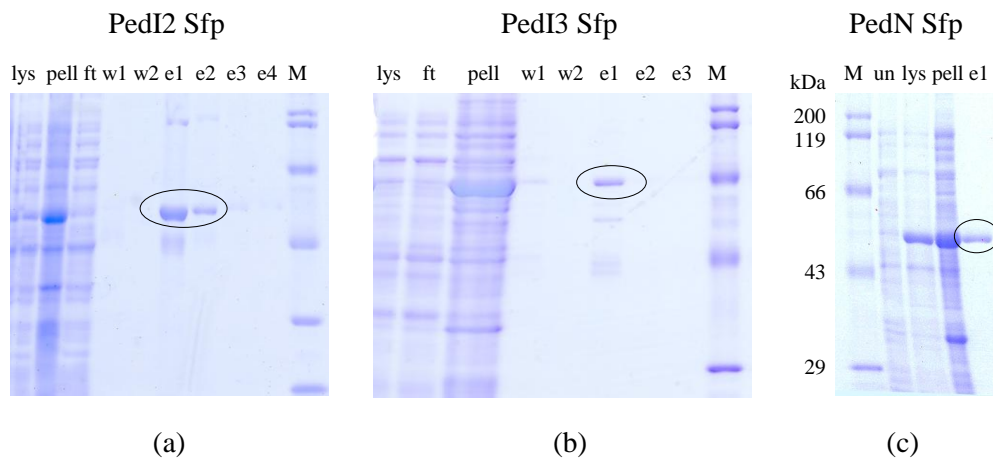 PedI2 Sfp
PedI3 Sfp
PedN Sfp
lys pell ft w1 w2 e1 e2 e3 e4 M
lys ft pell w1 w2 e1 e2 e3 M
kDa M un lys pell e1
200
119
66
43
29
(a)
(b)
(c)